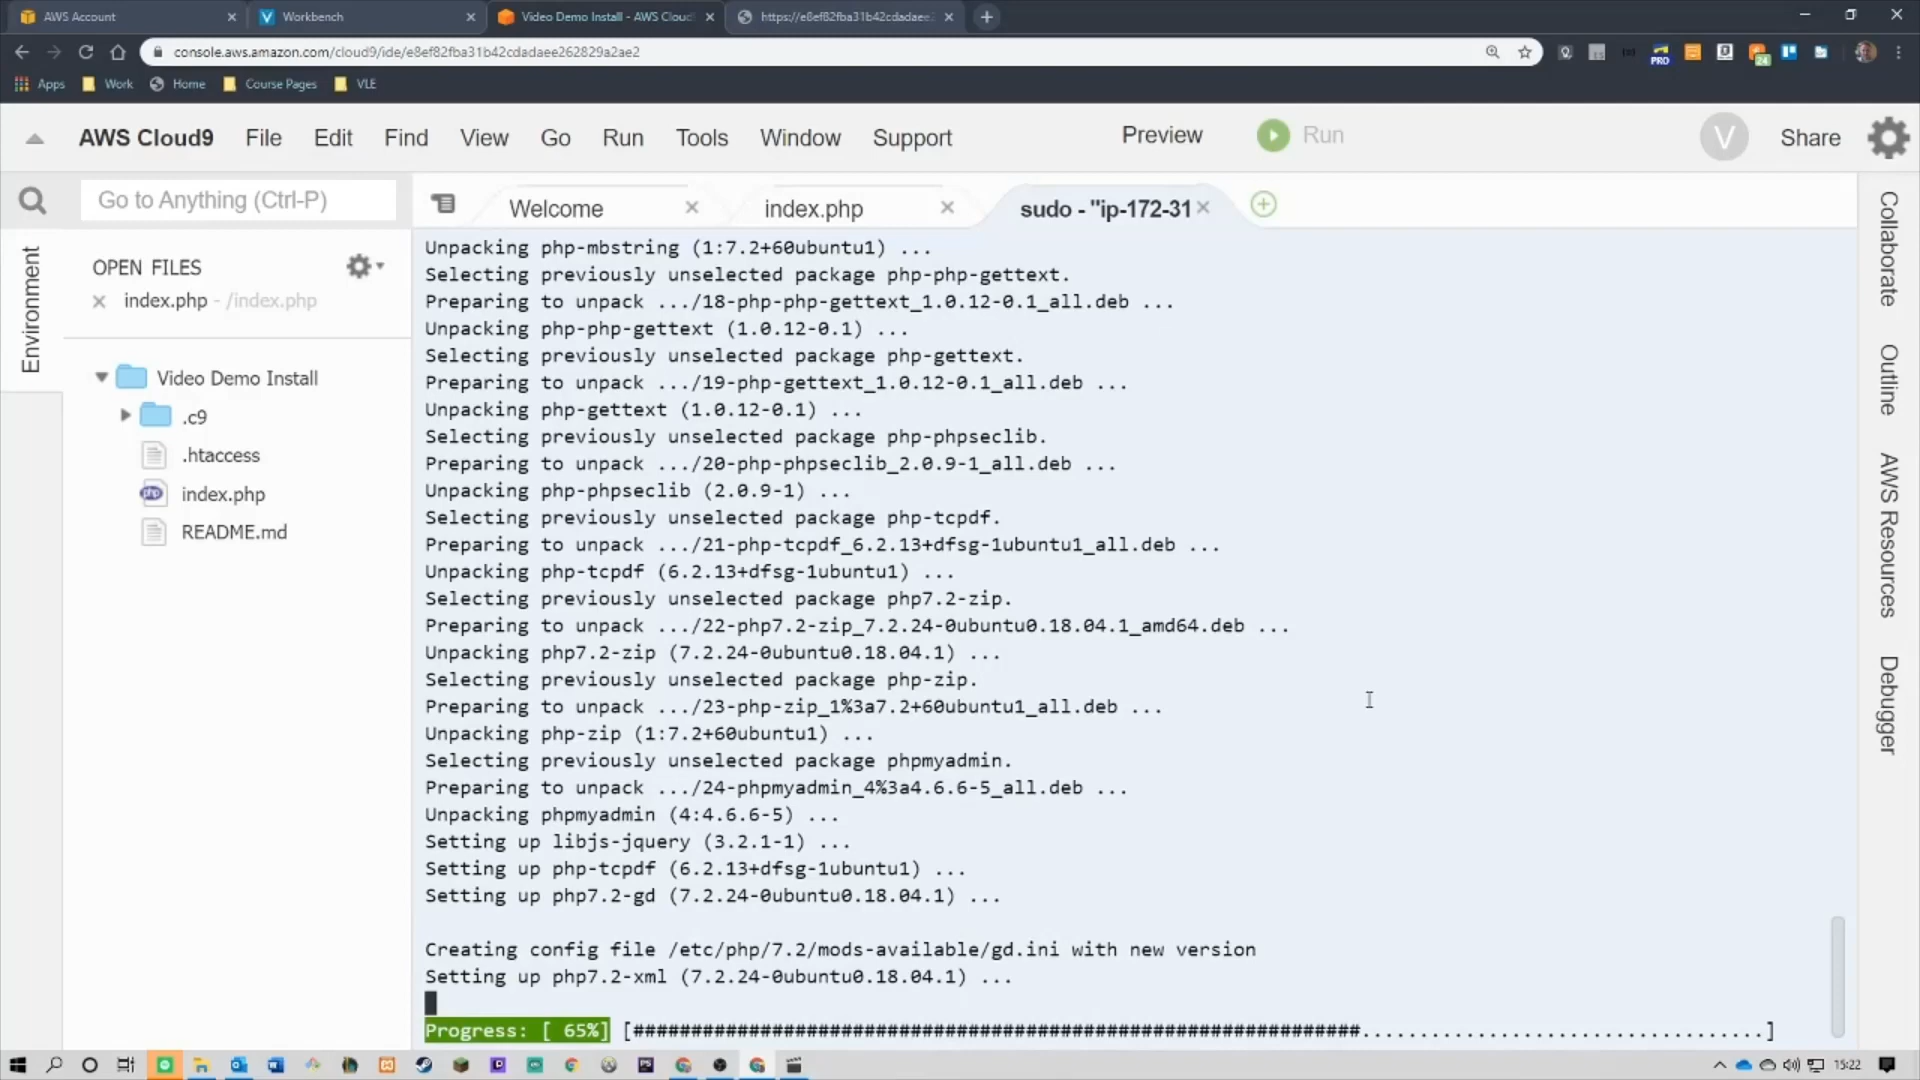 AWS Account
Workbench
Video Demo Install - AWS Cloud
https://e8ef82fba31b42cdadaee
console.aws.amazon.com/cloud9/ide/e8ef82fba31b42cdadaee262829a2ae2
PRO
24
Apps
Work
Home
Course Pages
VLE
AWS Cloud9
File
Edit
Find
View
Go
Run
Tools
Window
Support
Preview
Run
V
Share
Go to Anything (Ctrl-P)
Welcome
index.php
sudo - "ip-172-31
Environment
OPEN FILES
index.php - /index.php
Video Demo Install
.c9
.htaccess
php
index.php
README.md
Unpacking php-mbstring (1:7.2+60ubuntu1) ...
Selecting previously unselected package php-php-gettext.
Preparing to unpack .../18-php-php-gettext_1.0.12-0.1_all.deb ...
Unpacking php-php-gettext (1.0.12-0.1) ...
Selecting previously unselected package php-gettext.
Preparing to unpack .../19-php-gettext_1.0.12-0.1_all.deb ...
Unpacking php-gettext (1.0.12-0.1) ...
Selecting previously unselected package php-phpseclib.
Preparing to unpack .../20-php-phpseclib_2.0.9-1_all.deb ...
Unpacking php-phpseclib (2.0.9-1) ...
Selecting previously unselected package php-tcpdf.
Preparing to unpack .../21-php-tcpdf_6.2.13+dfsg-1ubuntu1_all.deb ...
Unpacking php-tcpdf (6.2.13+dfsg-1ubuntu1) ...
Selecting previously unselected package php7.2-zip.
Preparing to unpack .../22-php7.2-zip_7.2.24-0ubuntu0.18.04.1_amd64.deb ...
Unpacking php7.2-zip (7.2.24-0ubuntu0.18.04.1) ...
Selecting previously unselected package php-zip.
Preparing to unpack .../23-php-zip_1%3a7.2+60ubuntu1_all.deb ...
Unpacking php-zip (1:7.2+60ubuntu1) ...
Selecting previously unselected package phpmyadmin.
Preparing to unpack .../24-phpmyadmin_4%3a4.6.6-5_all.deb ...
Unpacking phpmyadmin (4:4.6.6-5) ...
Setting up libjs-jquery (3.2.1-1) ...
Setting up php-tcpdf (6.2.13+dfsg-1ubuntu1) ...
Setting up php7.2-gd (7.2.24-0ubuntu0.18.04.1) ...
Creating config file /etc/php/7.2/mods-available/gd.ini with new version
Setting up php7.2-xml (7.2.24-0ubuntu0.18.04.1) ...
Progress: [ 65%] [###############################################################...................................]
Collaborate
Outline
AWS Resources
Debugger
15:22